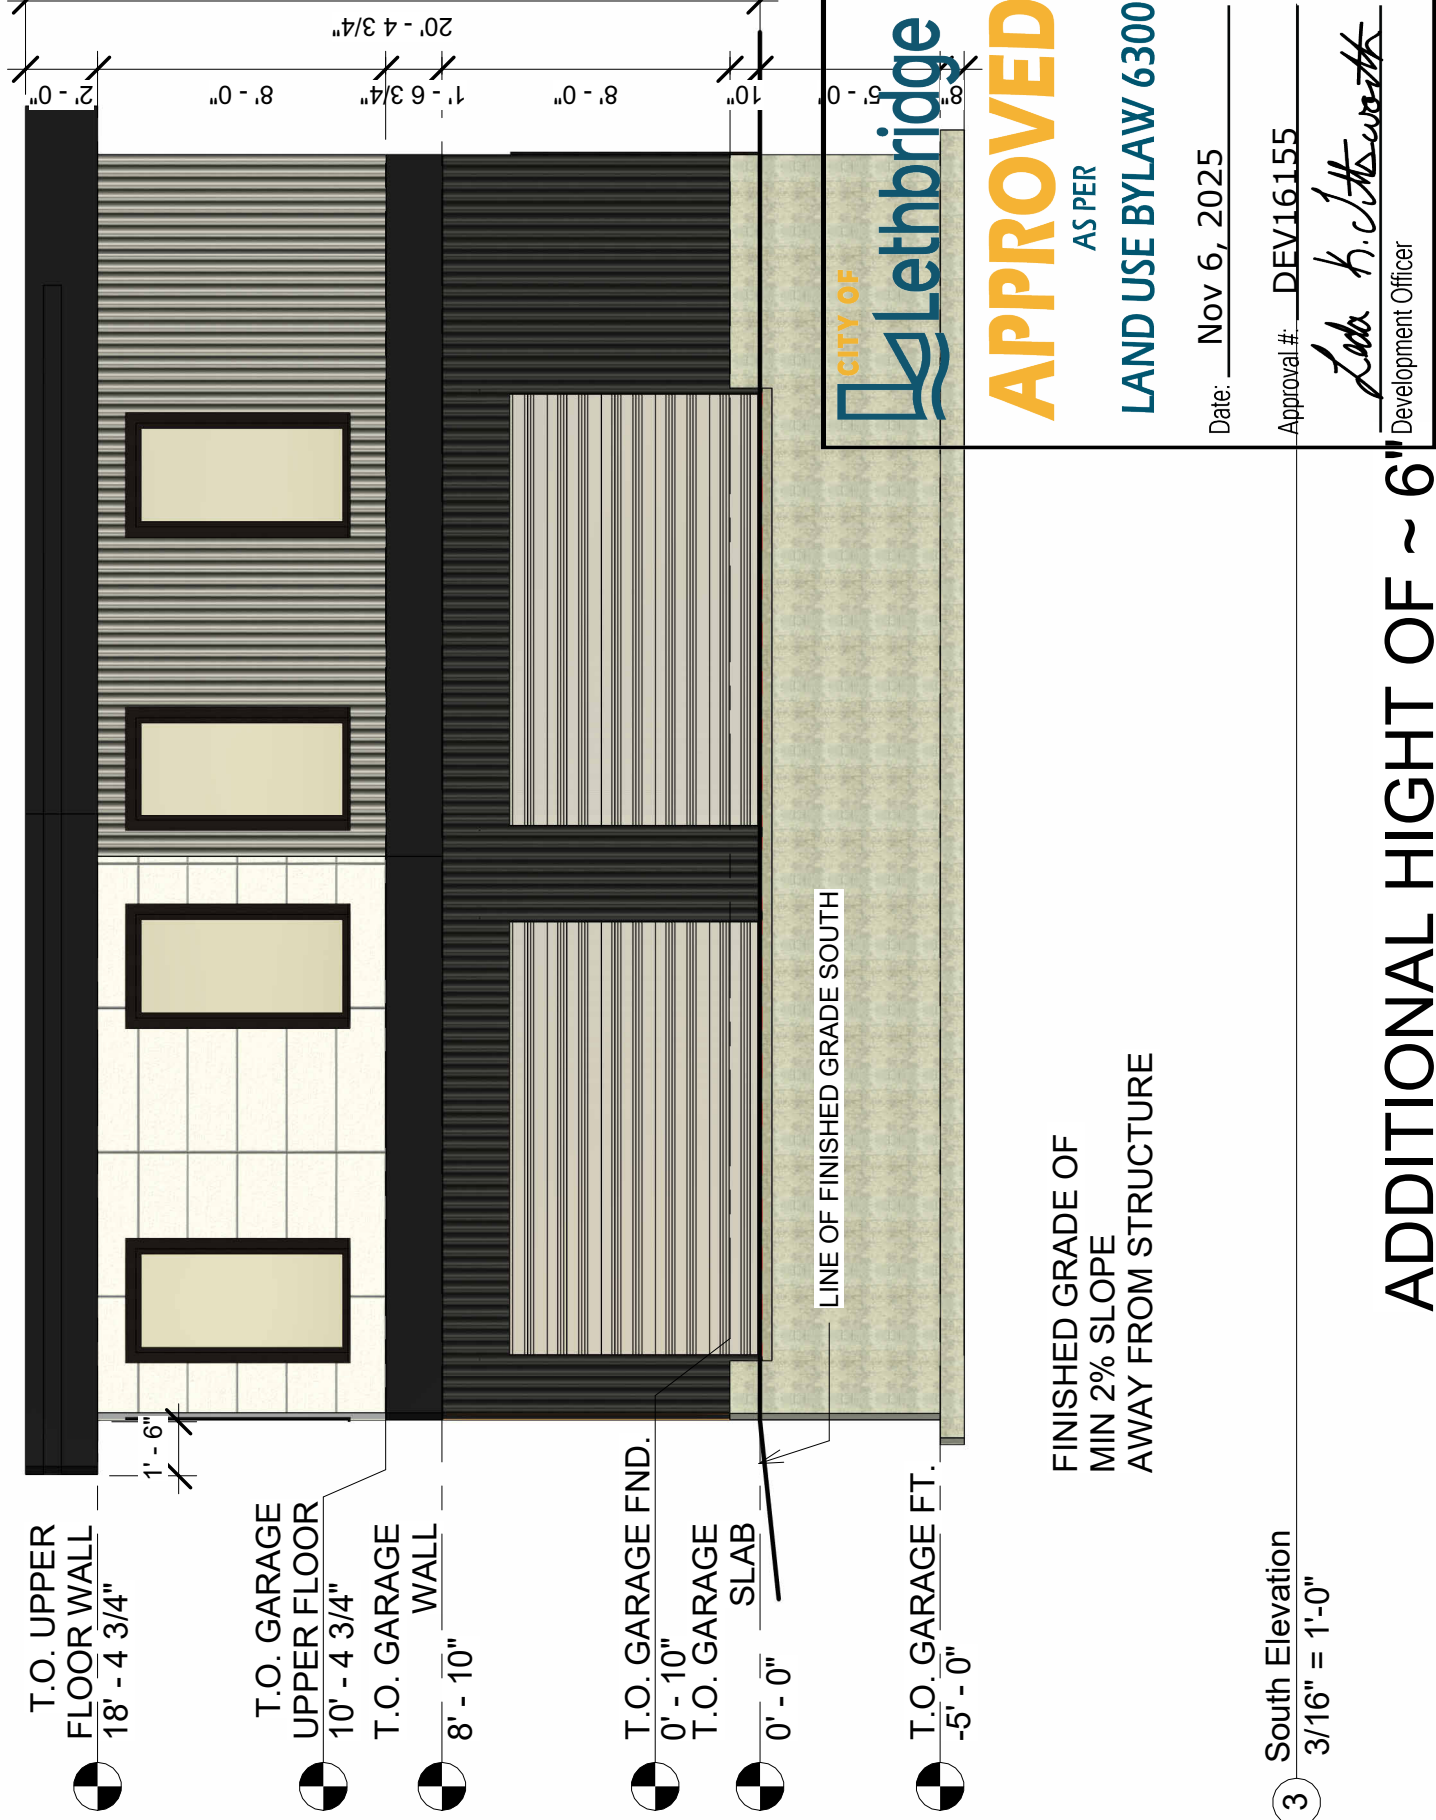 T.O. UPPER
FLOOR WALL
18' - 4 3/4"
T.O. GARAGE
UPPER FLOOR
10' - 4 3/4"
T.O. GARAGE
WALL
8' - 10"
T.O. GARAGE FND.
0' - 10"
T.O. GARAGE
SLAB
0' - 0"
T.O. GARAGE FT.
-5' - 0"
1' - 6"
LINE OF FINISHED GRADE SOUTH
2' - 0"
8' - 0"
1' - 6 3/4"
8' - 0"
10"
5' - 0"
8"
20' - 4 3/4"
FINISHED GRADE OF
MIN 2% SLOPE
AWAY FROM STRUCTURE
3
South Elevation
3/16" = 1'-0"
ADDITIONAL HIGHT OF ~ 6"
CITY OF
Lethbridge
APPROVED
AS PER
LAND USE BYLAW 6300
Date: Nov 6, 2025
Approval #: DEV16155
Development Officer